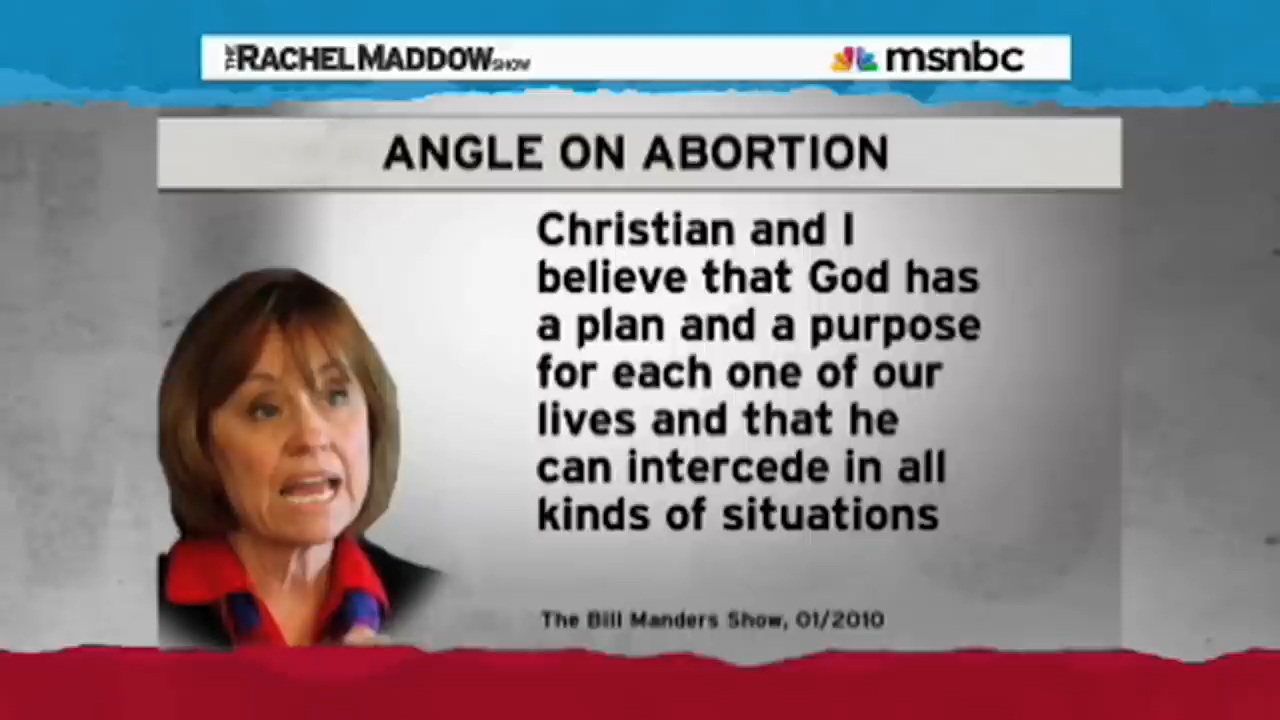 THE RACHEL MADDOW SHOW
msnbc
ANGLE ON ABORTION
Christian and I
believe that God has
a plan and a purpose
for each one of our
lives and that he
can intercede in all
kinds of situations
The Bill Manders Show, 01/2010